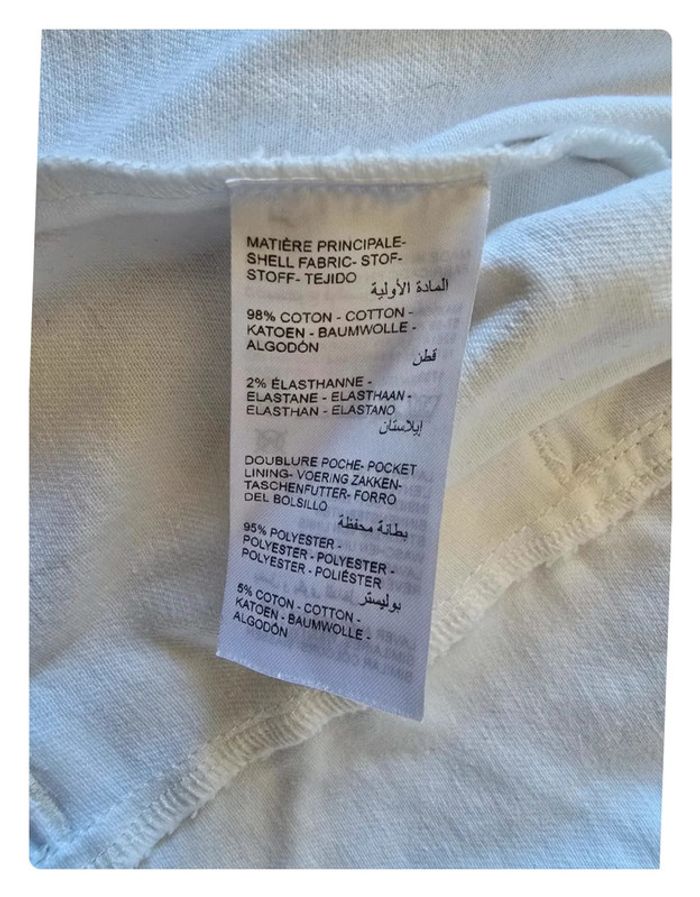 MATIÈRE PRINCIPALE-
SHELL FABRIC- STOF-
STOFF- TEJIDO
المادة الأولية
98% COTON - COTTON -
KATOEN - BAUMWOLLE -
ALGODÓN
قطن
2% ÉLASTHANNE -
ELASTANE - ELASTHAAN -
ELASTHAN - ELASTANO
إيلاستان
DOUBLURE POCHE- POCKET
LINING- VOERING ZAKKEN-
TASCHENFUTTER- FORRO
DEL BOLSILLO
بطانة محفظة
95% POLYESTER -
POLYESTER - POLYESTER -
POLYESTER - POLIÉSTER
بوليستر
5% COTON - COTTON -
KATOEN - BAUMWOLLE -
ALGODÓN